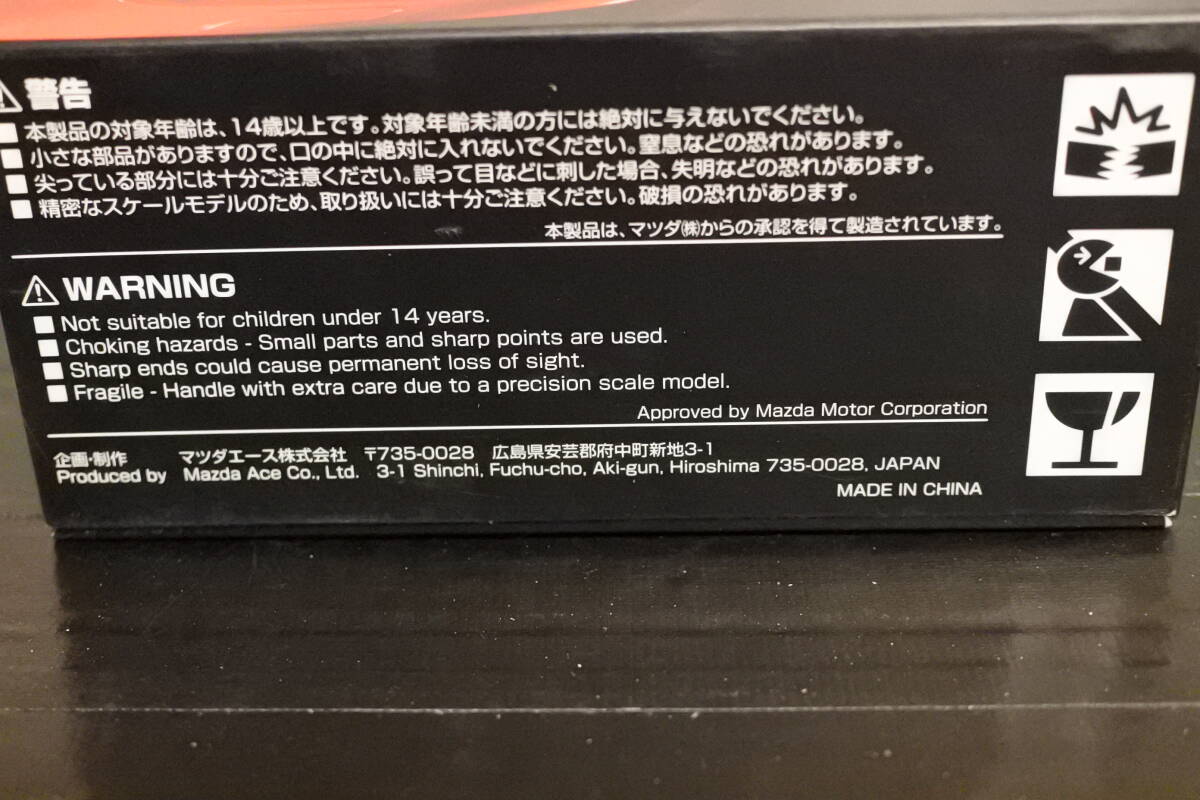 警告
■ 本製品の対象年齢は、14歳以上です。対象年齢未満の方には絶対に与えないでください。
■ 小さな部品がありますので、口の中に絶対に入れないでください。窒息などの恐れがあります。
■ 尖っている部分には十分ご注意ください。誤って目などに刺した場合、失明などの恐れがあります。
■ 精密なスケールモデルのため、取り扱いには十分ご注意ください。破損の恐れがあります。
本製品は、マツダ㈱からの承認を得て製造されています。
WARNING
■ Not suitable for children under 14 years.
■ Choking hazards - Small parts and sharp points are used.
■ Sharp ends could cause permanent loss of sight.
■ Fragile - Handle with extra care due to a precision scale model.
Approved by Mazda Motor Corporation
企画・制作 マツダエース株式会社 〒735-0028 広島県安芸郡府中町新地3-1
Produced by Mazda Ace Co., Ltd. 3-1 Shinchi, Fuchu-cho, Aki-gun, Hiroshima 735-0028, JAPAN
MADE IN CHINA